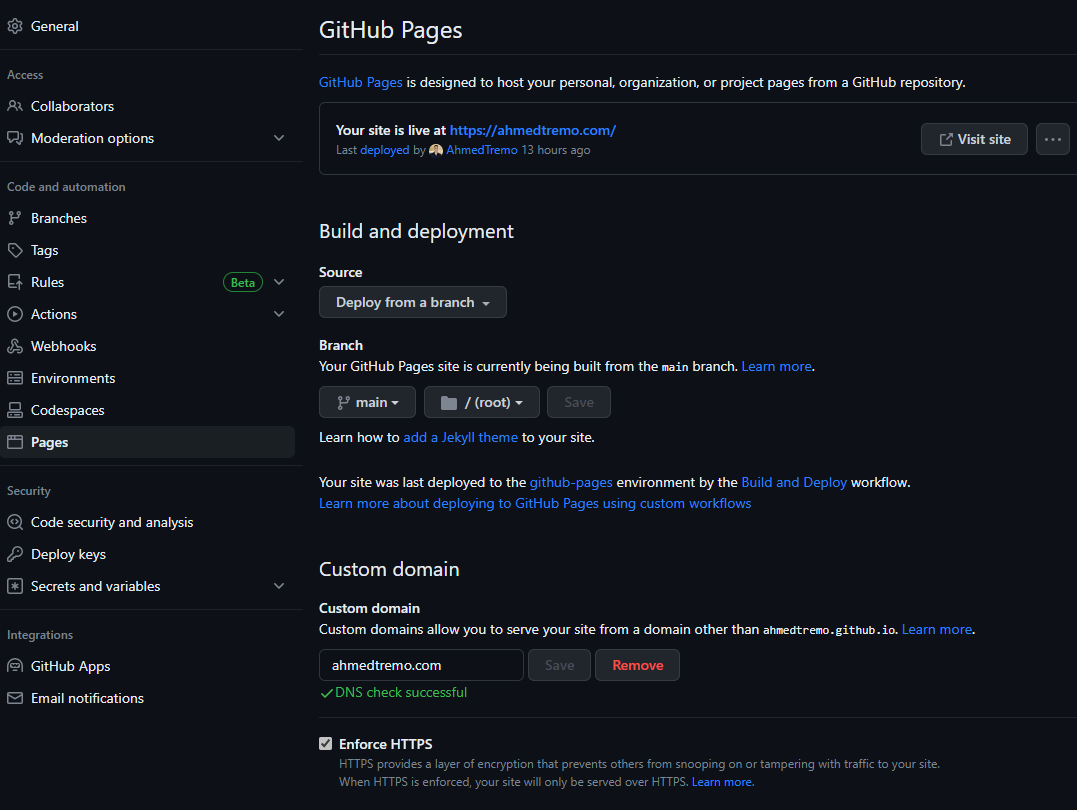 General
Access
Collaborators
Moderation options
Code and automation
Branches
Tags
Rules Beta
Actions
Webhooks
Environments
Codespaces
Pages
Security
Code security and analysis
Deploy keys
Secrets and variables
Integrations
GitHub Apps
Email notifications
GitHub Pages
GitHub Pages is designed to host your personal, organization, or project pages from a GitHub repository.
Your site is live at https://ahmedtremo.com/
Last deployed by AhmedTremo 13 hours ago
Visit site
Build and deployment
Source
Deploy from a branch
Branch
Your GitHub Pages site is currently being built from the main branch. Learn more.
main / (root) Save
Learn how to add a Jekyll theme to your site.
Your site was last deployed to the github-pages environment by the Build and Deploy workflow.
Learn more about deploying to GitHub Pages using custom workflows
Custom domain
Custom domain
Custom domains allow you to serve your site from a domain other than ahmedtremo.github.io. Learn more.
ahmedtremo.com Save Remove
DNS check successful
Enforce HTTPS
HTTPS provides a layer of encryption that prevents others from snooping on or tampering with traffic to your site.
When HTTPS is enforced, your site will only be served over HTTPS. Learn more.